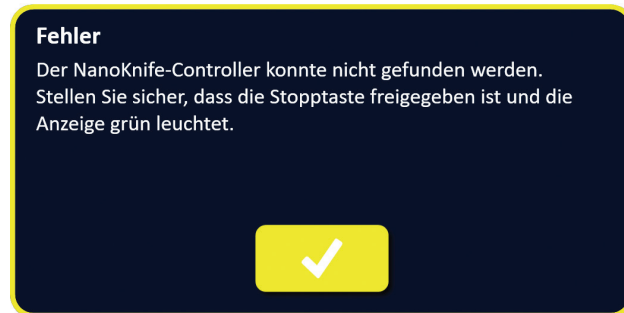 Fehler
Der NanoKnife-Controller konnte nicht gefunden werden.
Stellen Sie sicher, dass die Stopptaste freigegeben ist und die
Anzeige grün leuchtet.